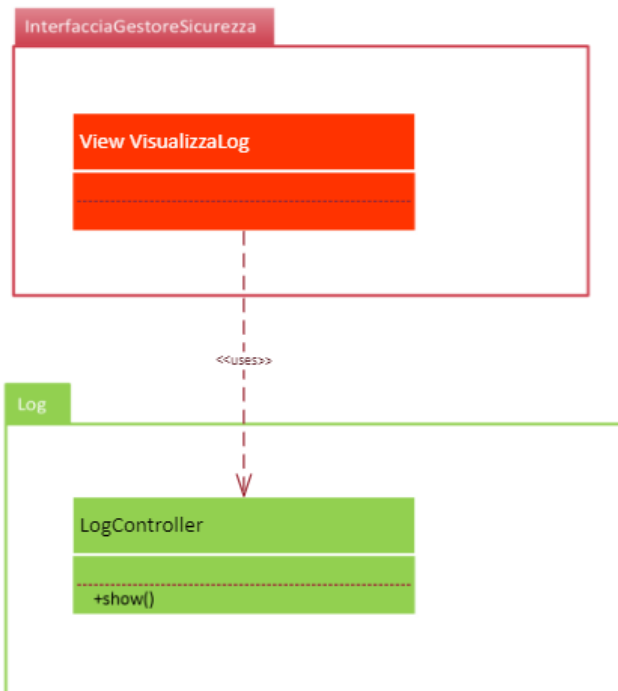 InterfacciaGestoreSicurezza
View VisualizzaLog
<<uses>>
Log
LogController
+show()